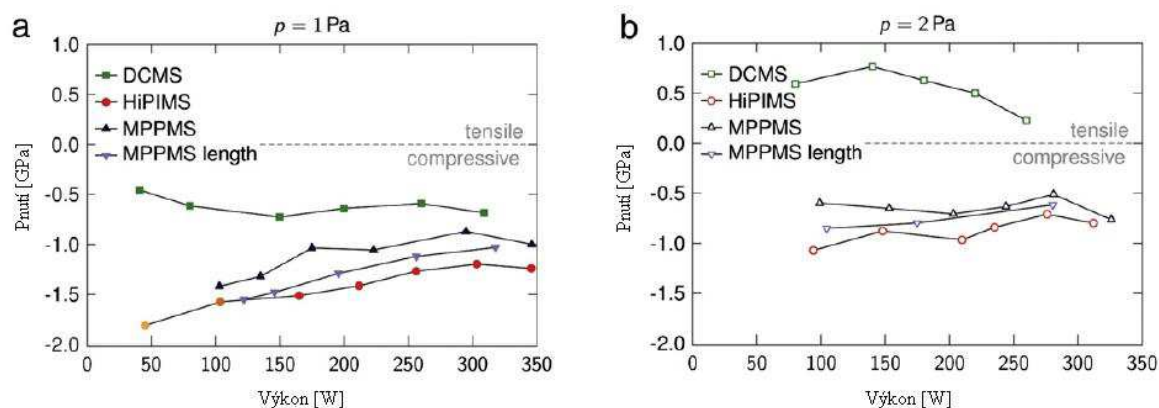 a
p = 1 Pa
1.0
0.5
0.0
-0.5
-1.0
-1.5
-2.0
Pnutí [GPa]
DCMS
HiPIMS
MPPMS
MPPMS length
tensile
compressive
0 50 100 150 200 250 300 350
Výkon [W]
b
p = 2 Pa
1.0
0.5
0.0
-0.5
-1.0
-1.5
-2.0
Pnutí [GPa]
DCMS
HiPIMS
MPPMS
MPPMS length
tensile
compressive
0 50 100 150 200 250 300 350
Výkon [W]